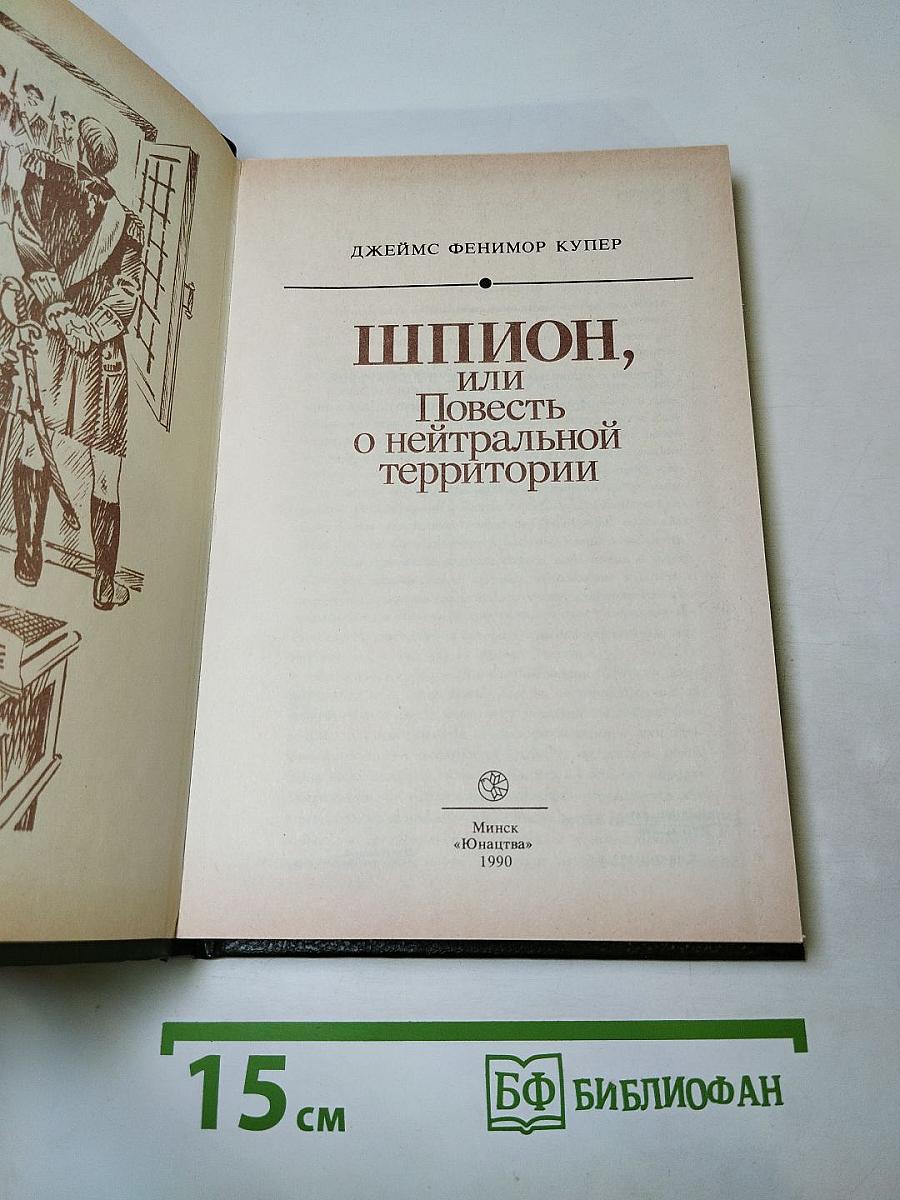 ДЖЕЙМС ФЕНИМОР КУПЕР
ШПИОН,
или
Повесть
о нейтральной
территории
Минск
«Юнацтва»
1990
15 см
БФ БИБЛИОФАН